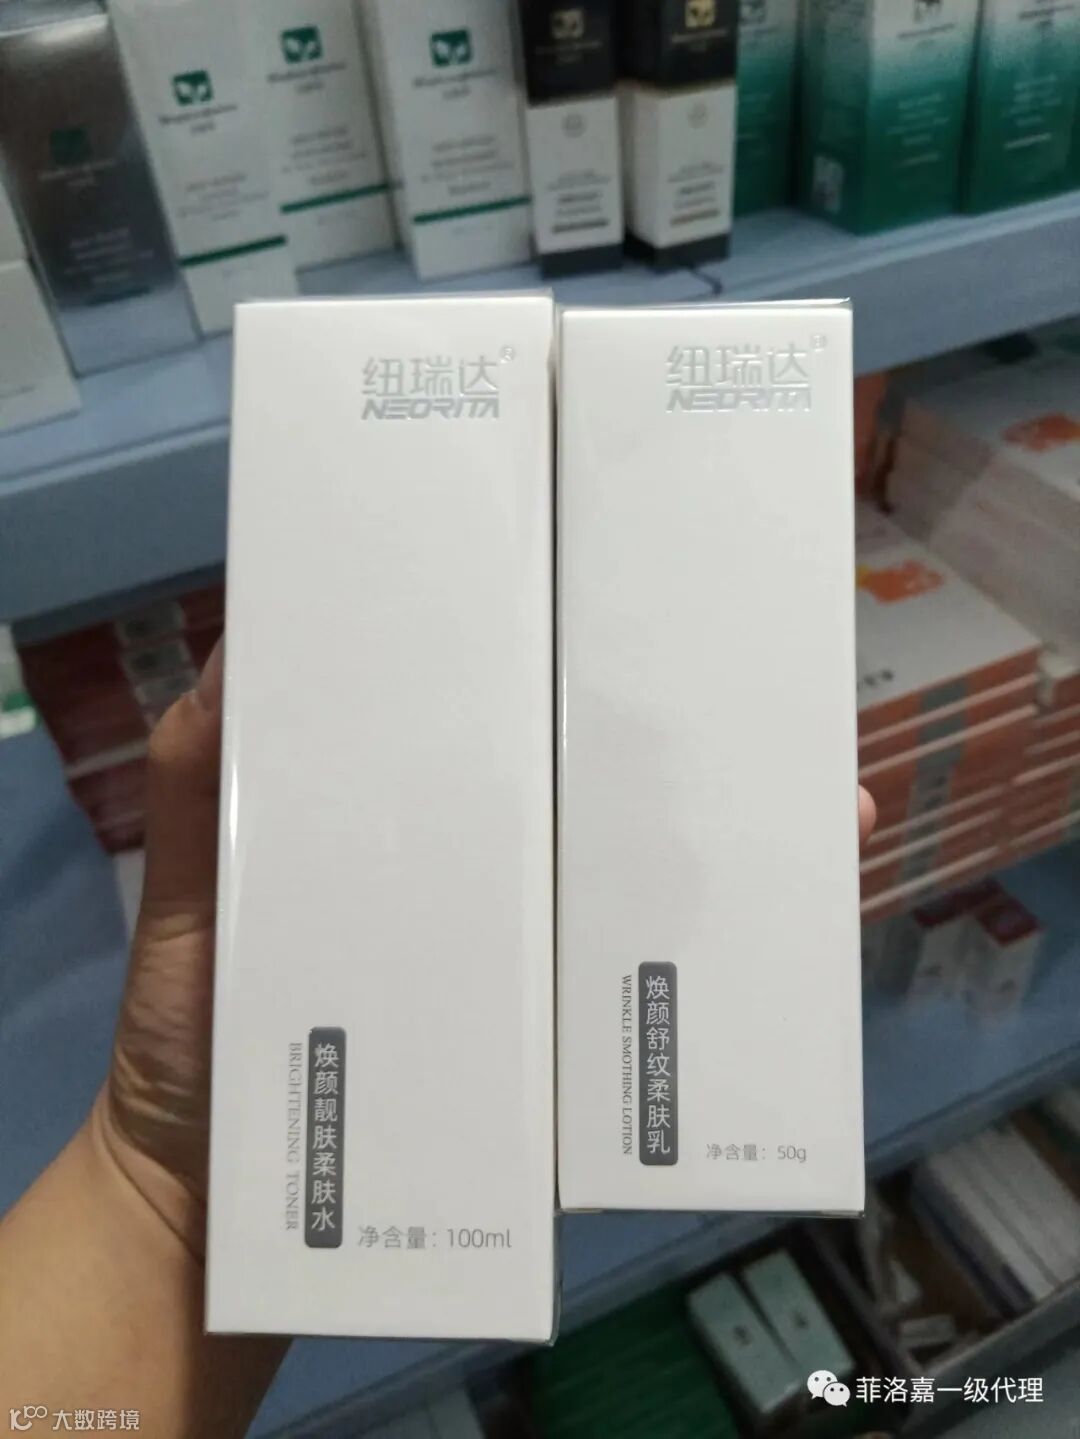 纽瑞达®
NEORITA
焕颜靓肤柔肤水
BRIGHTENING TONER
净含量：100ml
纽瑞达®
NEORITA
焕颜舒纹柔肤乳
WRINKLE SMOTHING LOTION
净含量：50g
菲洛嘉一级代理
大数跨境